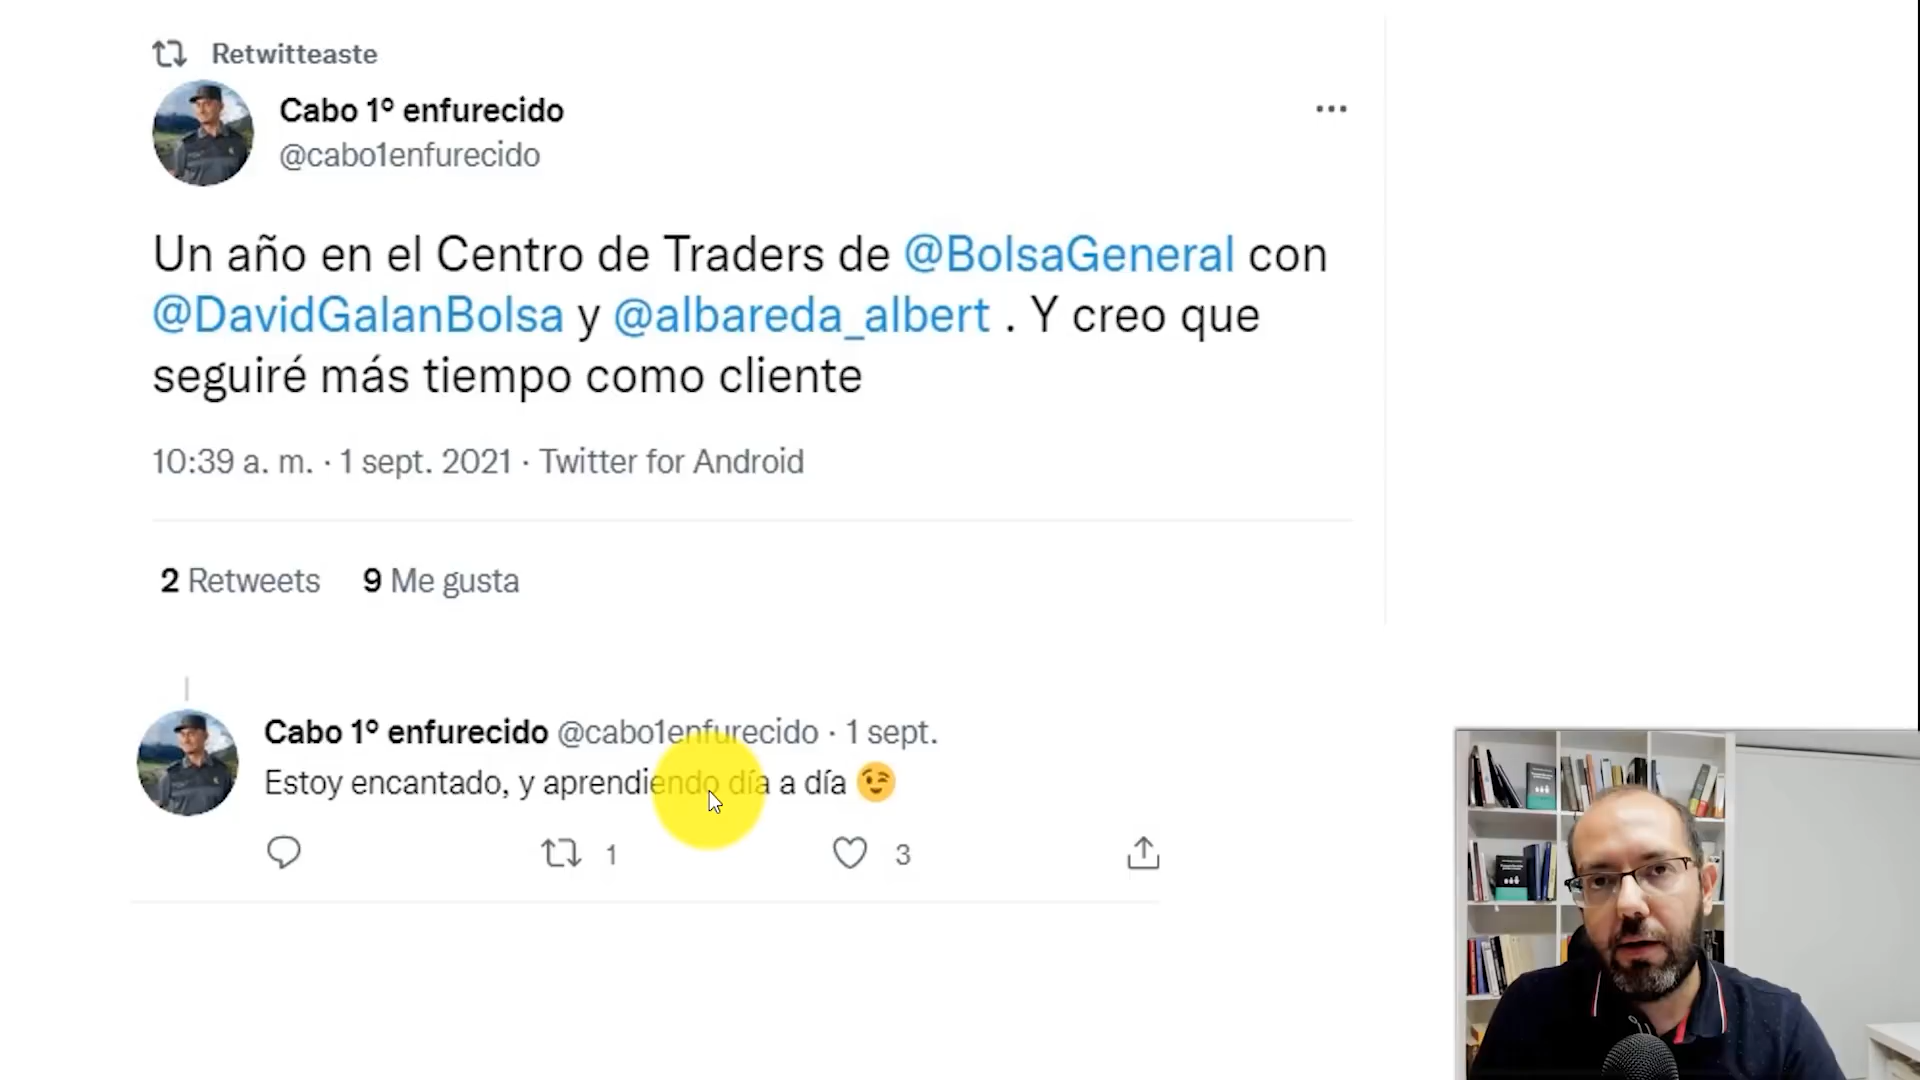 Retwitteaste
Cabo 1º enfurecido
@cabo1enfurecido
Un año en el Centro de Traders de @BolsaGeneral con
@DavidGalanBolsa y @albareda_albert . Y creo que
seguiré más tiempo como cliente
10:39 a. m. · 1 sept. 2021 · Twitter for Android
2 Retweets 9 Me gusta
Cabo 1º enfurecido @cabo1enfurecido · 1 sept.
Estoy encantado, y aprendiendo día a día 😉
1 3